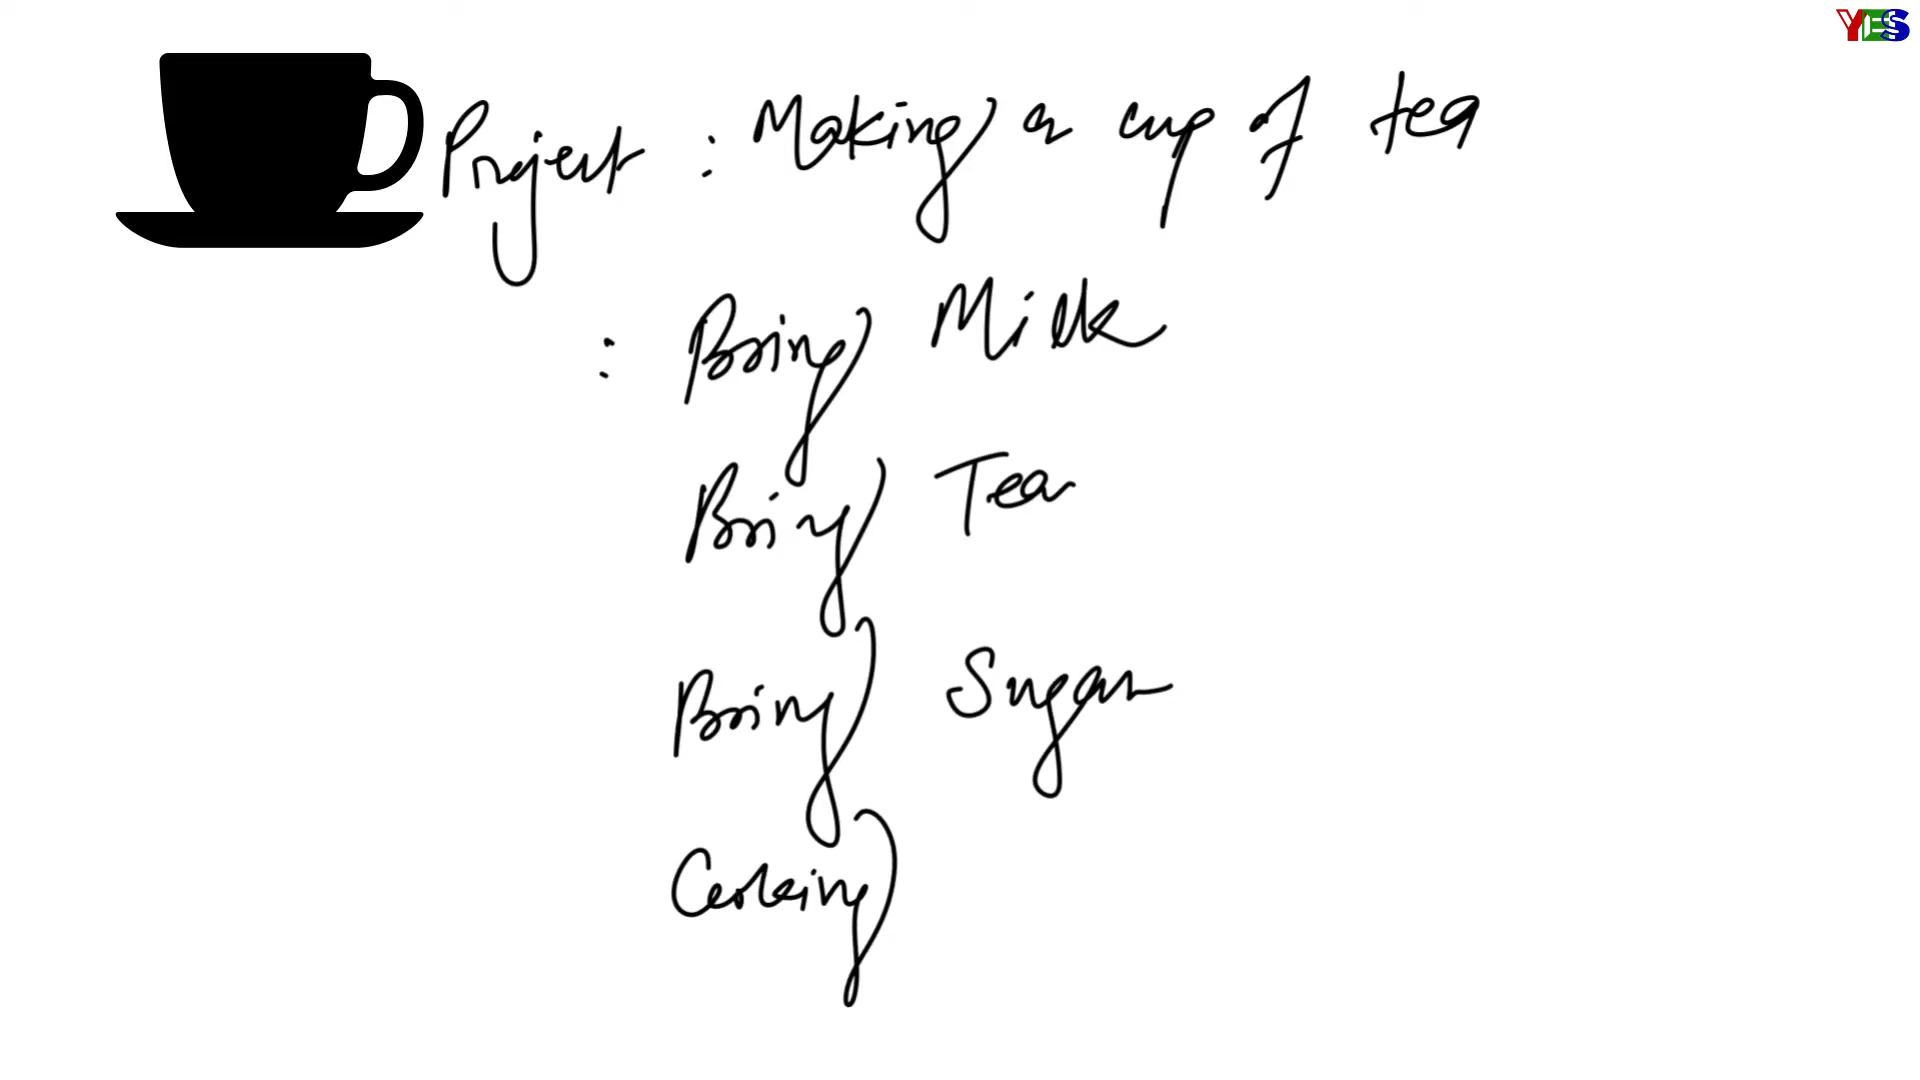 YES
Project : Making a cup of tea
: Bring Milk
Bring Tea
Bring Sugar
Cooking